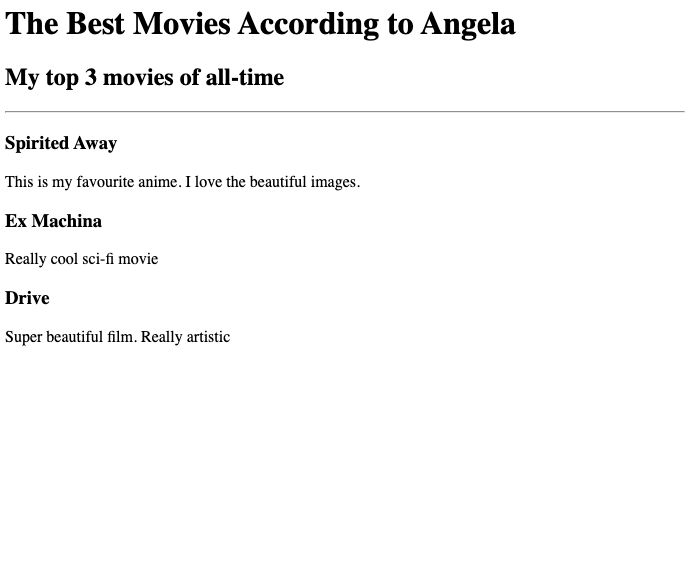 The Best Movies According to Angela
My top 3 movies of all-time
Spirited Away
This is my favourite anime. I love the beautiful images.
Ex Machina
Really cool sci-fi movie
Drive
Super beautiful film. Really artistic